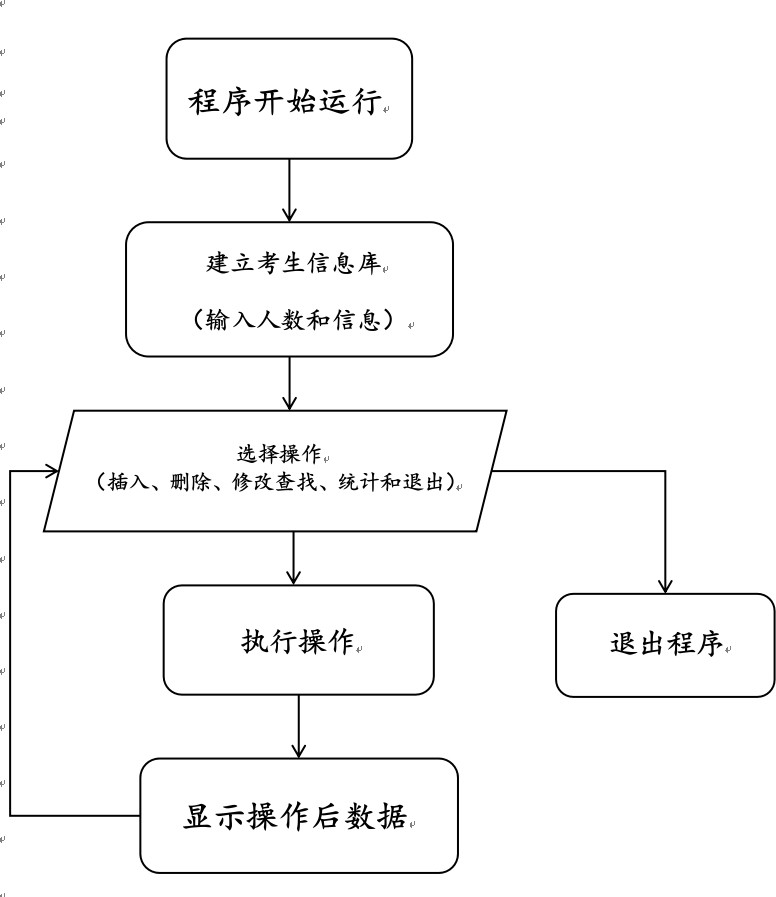 程序开始运行
建立考生信息库
（输入人数和信息）
选择操作
（插入、删除、修改查找、统计和退出）
执行操作
退出程序
显示操作后数据